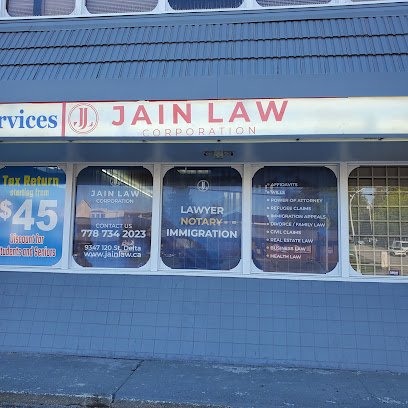 rvices
JL
JAIN LAW
CORPORATION
Tax Return
starting from
$45
Discount for
Students and Seniors
JAIN LAW
CORPORATION
CONTACT US
778 734 2023
9347 120 St. Delta
www.jainlaw.ca
LAWYER
NOTARY
IMMIGRATION
AFFIDAVITS
WILLS
POWER OF ATTORNEY
REFUGEE CLAIMS
IMMIGRATION APPEALS
DIVORCE / FAMILY LAW
CIVIL CLAIMS
REAL ESTATE LAW
BUSINESS LAW
HEALTH LAW